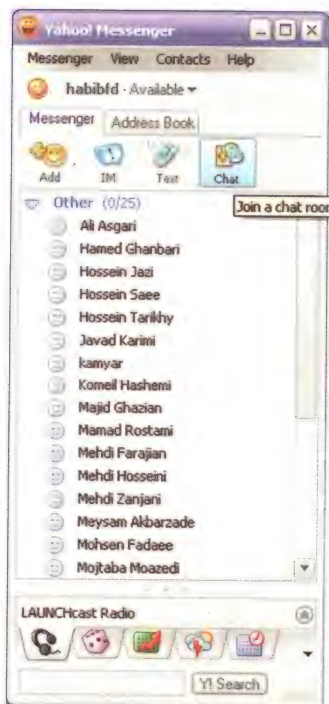 Yahoo! Messenger
Messenger View Contacts Help
habibfd - Available
Messenger Address Book
Add IM Text Chat
Other (0/25)
Join a chat room
Ali Asgari
Hamed Ghanbari
Hossein Jazi
Hossein Saee
Hossein Tarikhy
Javad Karimi
kamyar
Komeil Hashemi
Majid Ghazian
Mamad Rostami
Mehdi Farajian
Mehdi Hosseini
Mehdi Zanjani
Meysam Akbarzade
Mohsen Fadaee
Mojtaba Moazedi
LAUNCHcast Radio
Y! Search